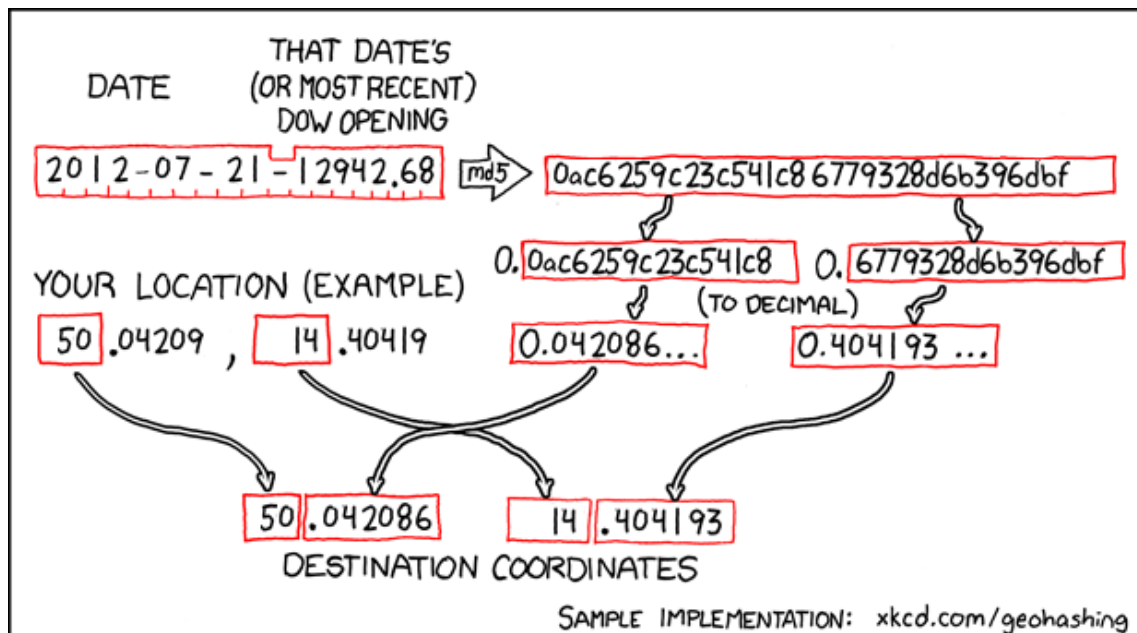 DATE
THAT DATE'S
(OR MOST RECENT)
DOW OPENING
2012-07-21-12942.68
md5
0ac6259c23c541c86779328d6b396dbf
0.0ac6259c23c541c8
0.6779328d6b396dbf
YOUR LOCATION (EXAMPLE)
(TO DECIMAL)
50.04209, 14.40419
0.042086...
0.404193...
50.042086
14.404193
DESTINATION COORDINATES
SAMPLE IMPLEMENTATION: xkcd.com/geohashing